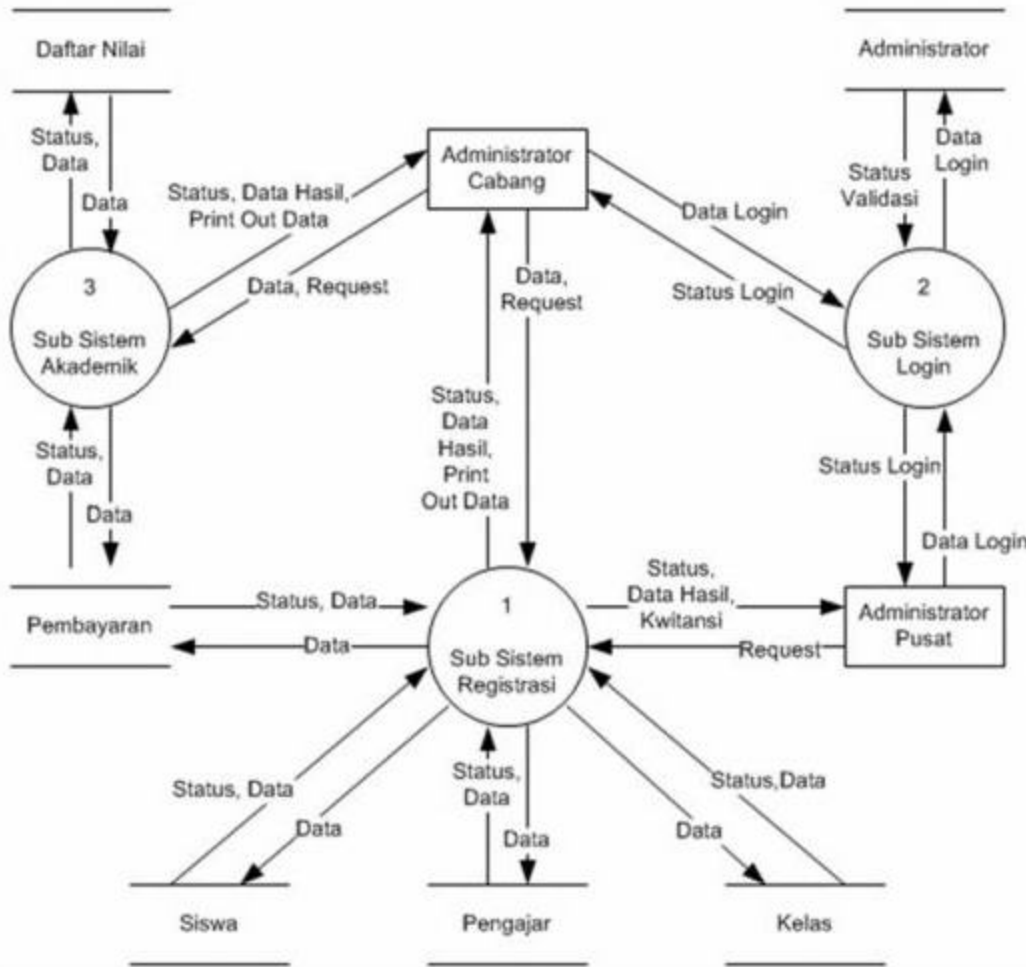 Daftar Nilai
Administrator
Status,
Data
Data
Administrator
Cabang
Data
Login
Status
Validasi
Status, Data Hasil,
Print Out Data
Data Login
Data, Request
Data,
Request
Status Login
3
Sub Sistem
Akademik
2
Sub Sistem
Login
Status,
Data
Data
Status,
Data
Hasil,
Print
Out Data
Status Login
Data Login
Pembayaran
Status, Data
Data
1
Sub Sistem
Registrasi
Status,
Data Hasil,
Kwitansi
Request
Administrator
Pusat
Status, Data
Data
Status,
Data
Data
Status,Data
Data
Siswa
Pengajar
Kelas